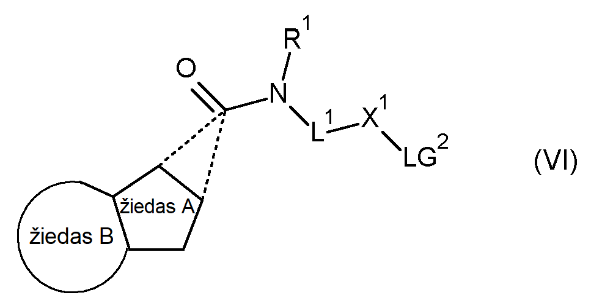 R¹
O
N
L¹
X¹
LG²
(VI)
žiedas A
žiedas B